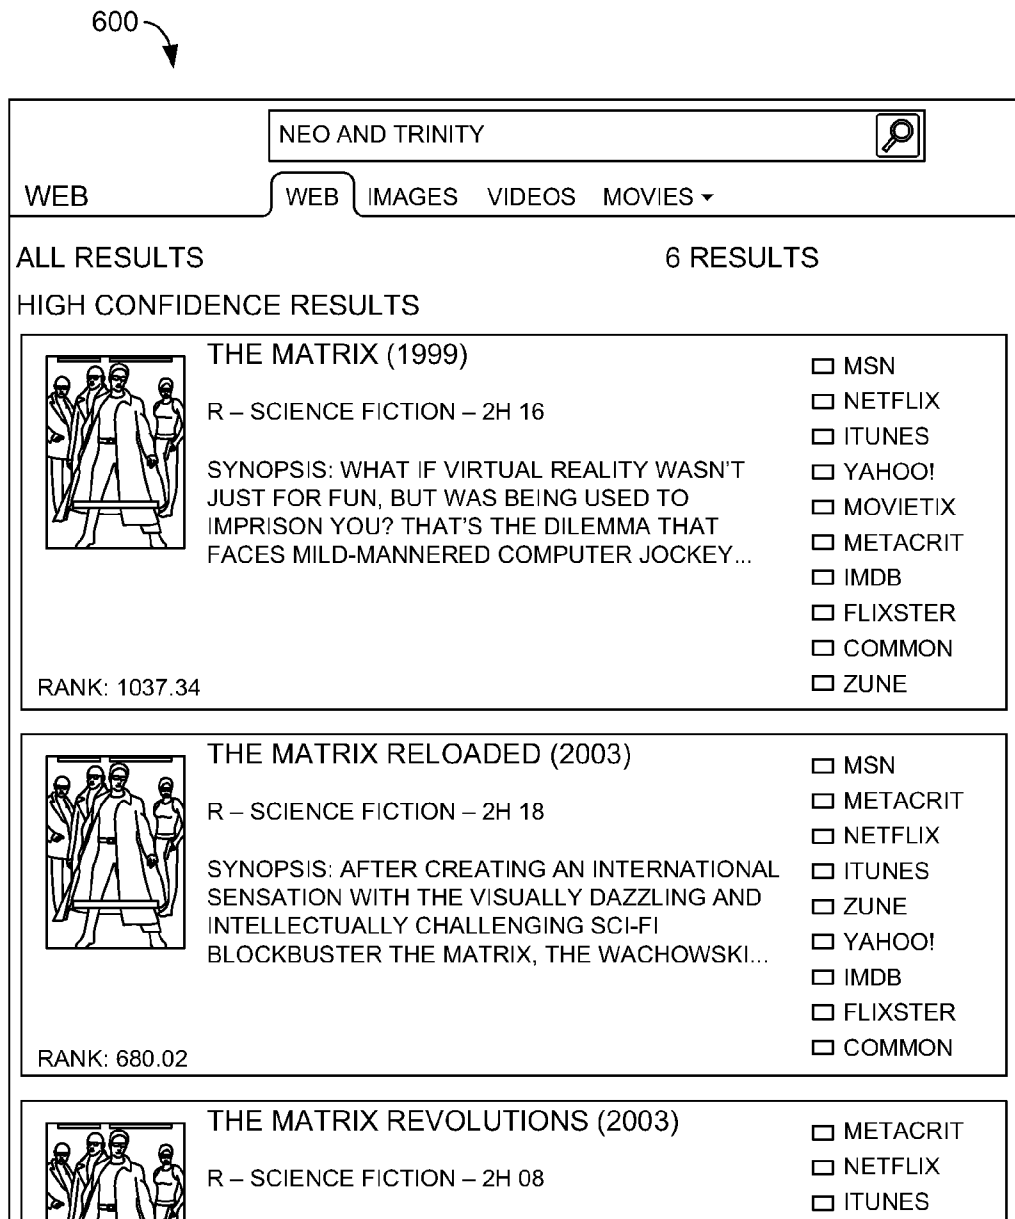 600
NEO AND TRINITY
WEB
WEB IMAGES VIDEOS MOVIES
ALL RESULTS
6 RESULTS
HIGH CONFIDENCE RESULTS
THE MATRIX (1999)
R – SCIENCE FICTION – 2H 16
SYNOPSIS: WHAT IF VIRTUAL REALITY WASN'T
JUST FOR FUN, BUT WAS BEING USED TO
IMPRISON YOU? THAT'S THE DILEMMA THAT
FACES MILD-MANNERED COMPUTER JOCKEY...
RANK: 1037.34
MSN
NETFLIX
ITUNES
YAHOO!
MOVIETIX
METACRIT
IMDB
FLIXSTER
COMMON
ZUNE
THE MATRIX RELOADED (2003)
R – SCIENCE FICTION – 2H 18
SYNOPSIS: AFTER CREATING AN INTERNATIONAL
SENSATION WITH THE VISUALLY DAZZLING AND
INTELLECTUALLY CHALLENGING SCI-FI
BLOCKBUSTER THE MATRIX, THE WACHOWSKI...
RANK: 680.02
MSN
METACRIT
NETFLIX
ITUNES
ZUNE
YAHOO!
IMDB
FLIXSTER
COMMON
THE MATRIX REVOLUTIONS (2003)
R – SCIENCE FICTION – 2H 08
METACRIT
NETFLIX
ITUNES